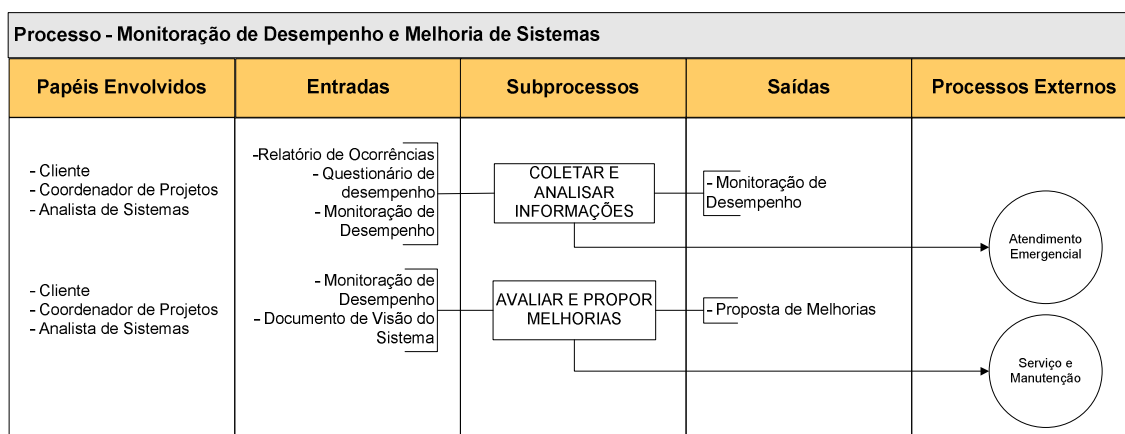 Processo - Monitoração de Desempenho e Melhoria de Sistemas
Papéis Envolvidos
Entradas
Subprocessos
Saídas
Processos Externos
- Cliente
- Coordenador de Projetos
- Analista de Sistemas
-Relatório de Ocorrências
- Questionário de
desempenho
- Monitoração de
Desempenho
COLETAR E
ANALISAR
INFORMAÇÕES
- Monitoração de
Desempenho
Atendimento
Emergencial
- Cliente
- Coordenador de Projetos
- Analista de Sistemas
- Monitoração de
Desempenho
- Documento de Visão do
Sistema
AVALIAR E PROPOR
MELHORIAS
- Proposta de Melhorias
Serviço e
Manutenção